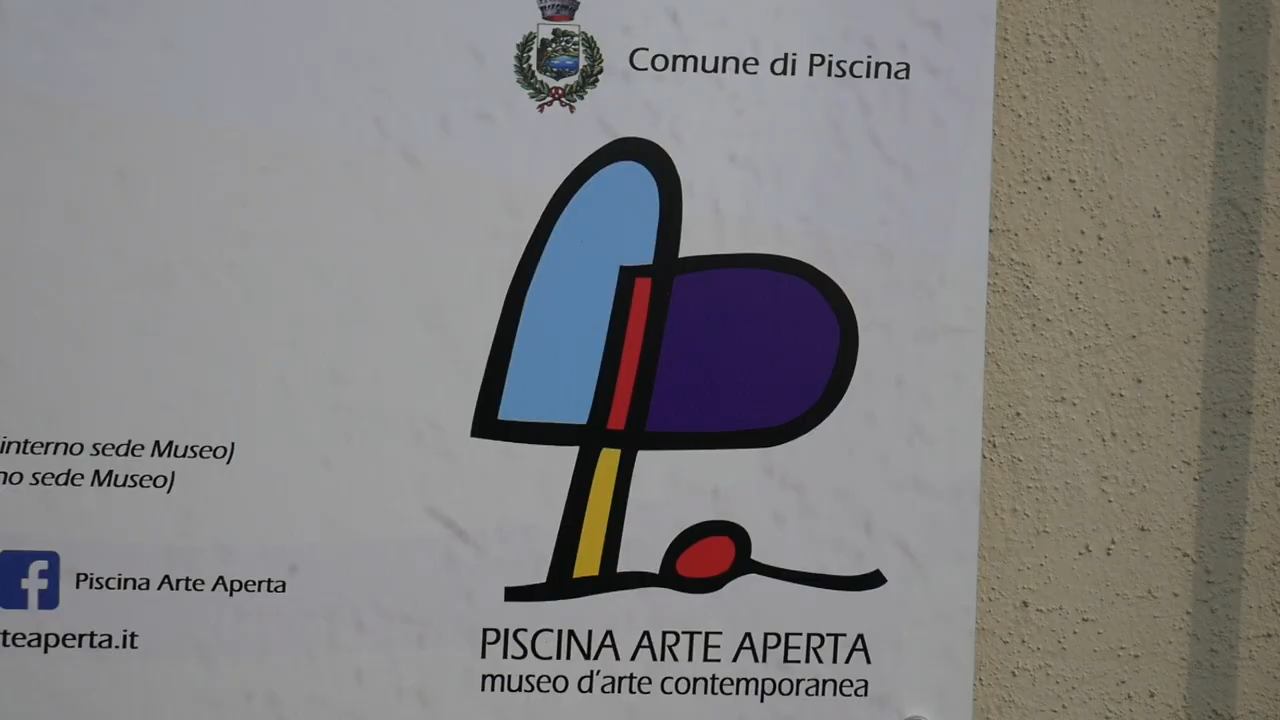 Comune di Piscina
interno sede Museo)
no sede Museo)
Piscina Arte Aperta
teaperta.it
PISCINA ARTE APERTA
museo d'arte contemporanea